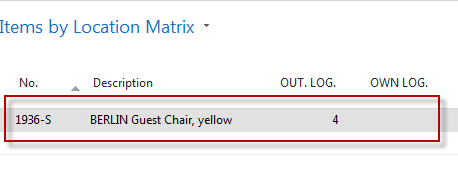 Items by Location Matrix
No. Description OUT. LOG. OWN LOG.
1936-S BERLIN Guest Chair, yellow 4